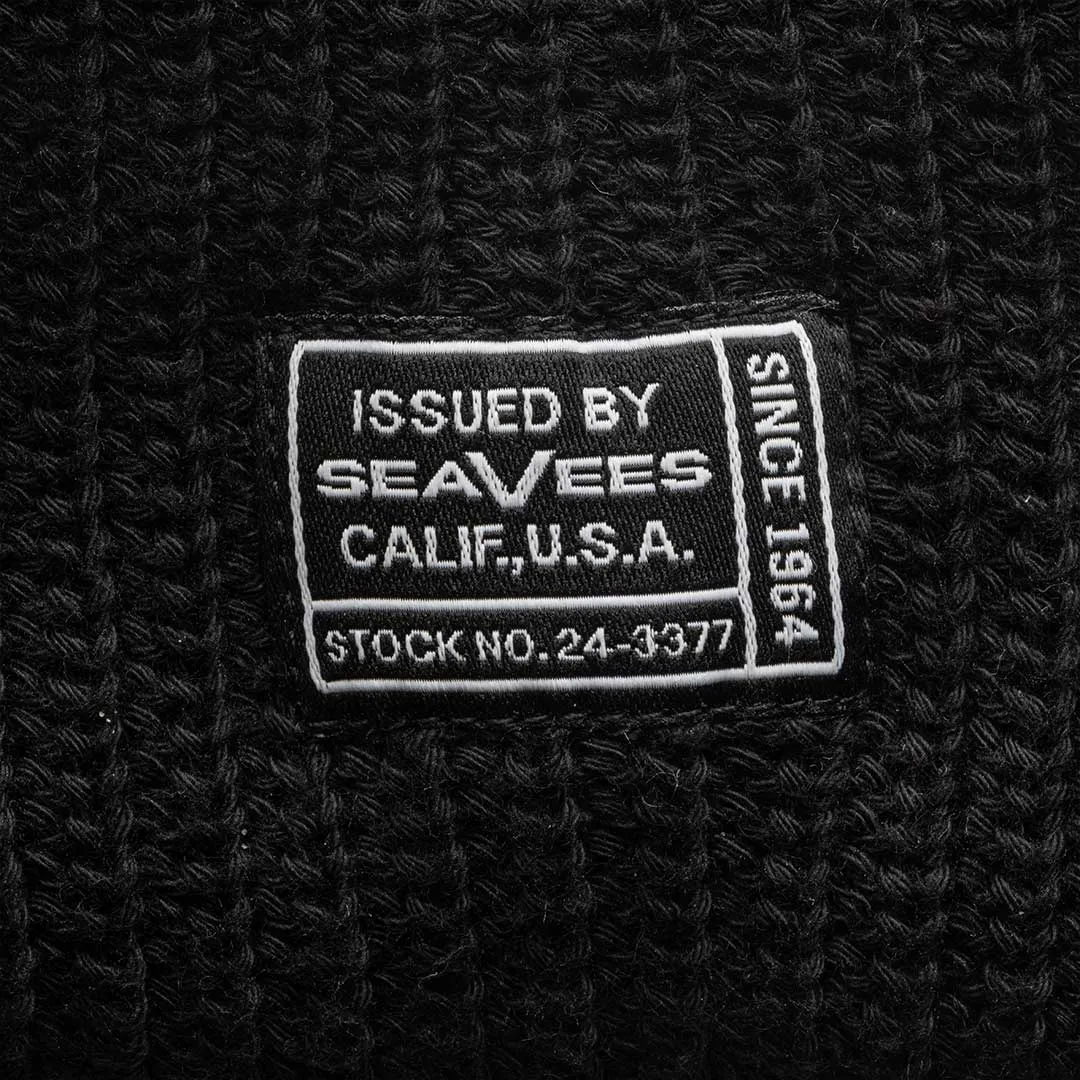 ISSUED BY
SEAVEES
CALIF., U.S.A.
STOCK NO. 24-3377
SINCE 1964